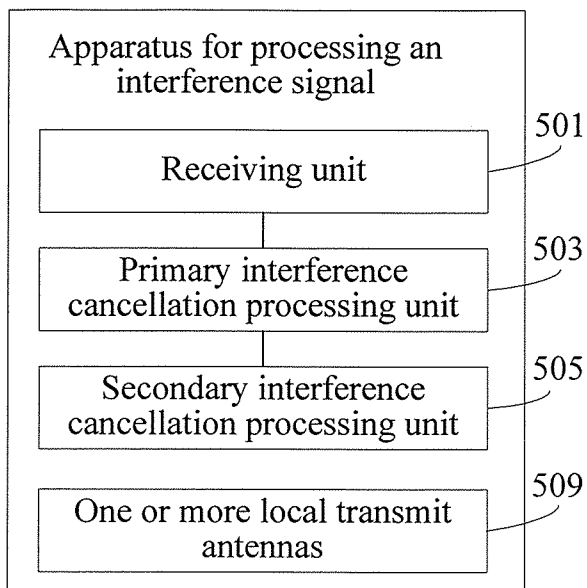 Apparatus for processing an
interference signal
501
Receiving unit
503
Primary interference
cancellation processing unit
505
Secondary interference
cancellation processing unit
509
One or more local transmit
antennas